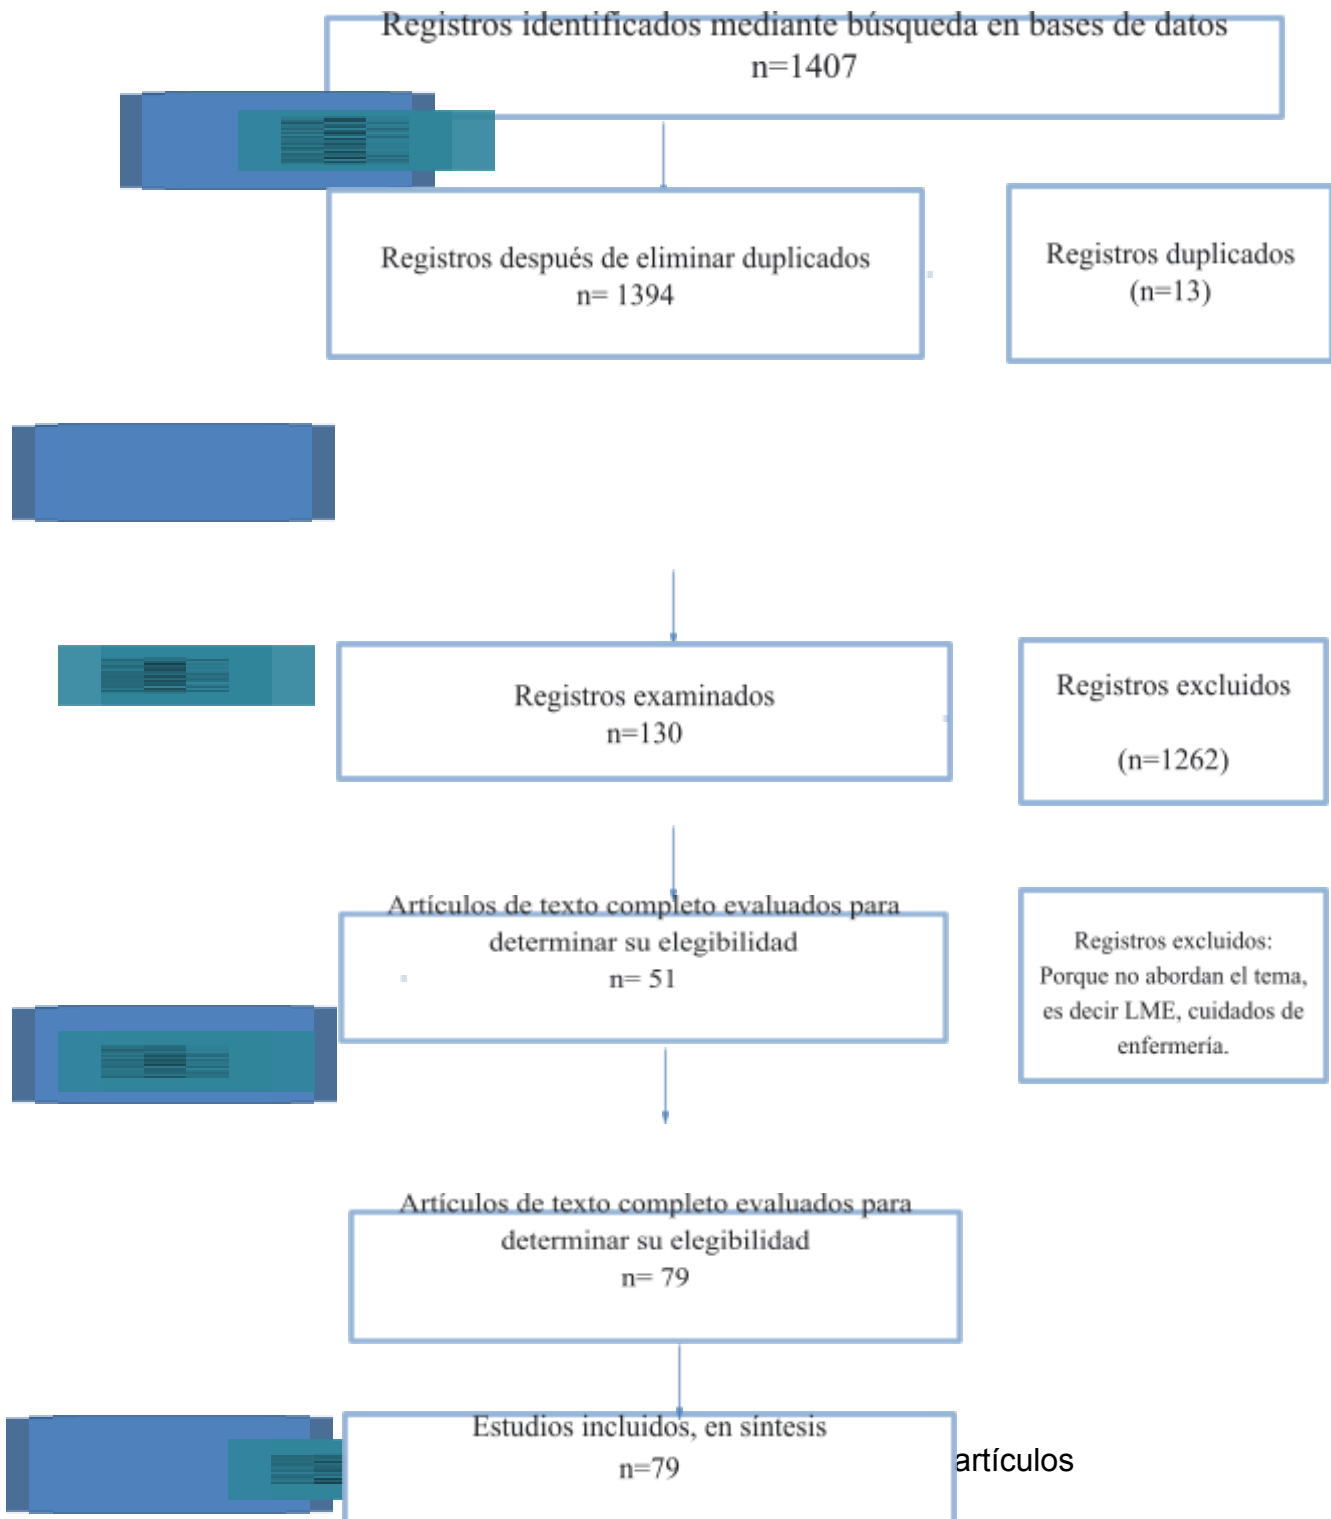 Registros identificados mediante búsqueda en bases de datos
n=1407
Registros después de eliminar duplicados
n= 1394
Registros duplicados
(n=13)
Registros examinados
n=130
Registros excluidos
(n=1262)
Artículos de texto completo evaluados para
determinar su elegibilidad
n= 51
Registros excluidos:
Porque no abordan el tema,
es decir LME, cuidados de
enfermería.
Artículos de texto completo evaluados para
determinar su elegibilidad
n= 79
Estudios incluidos, en síntesis
n=79
artículos